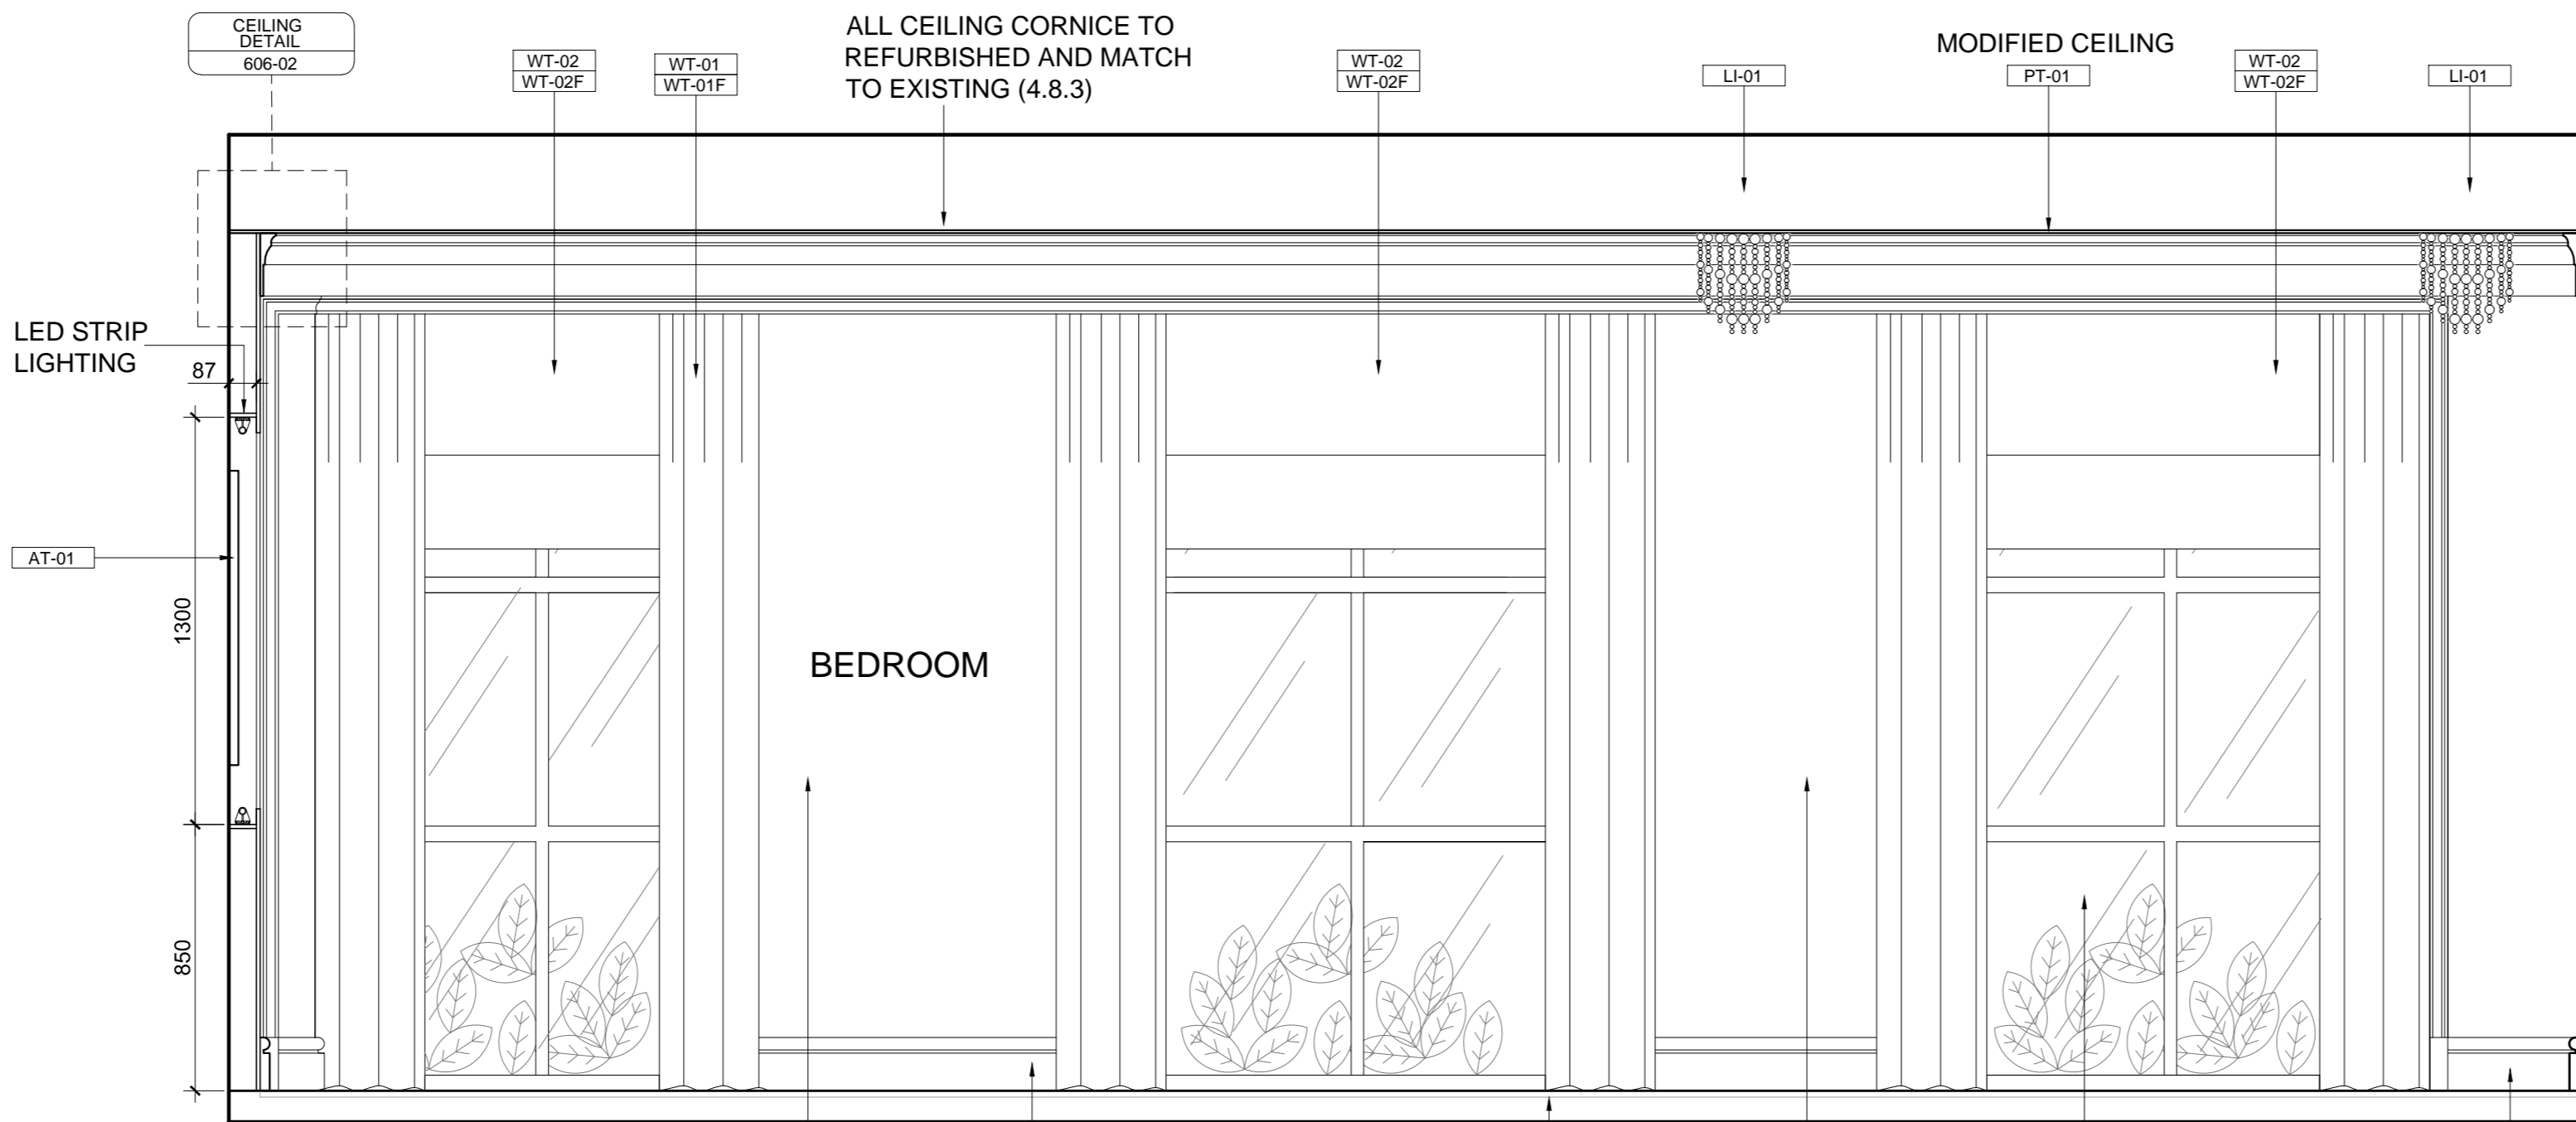 CEILING
DETAIL
606-02
WT-02
WT-02F
WT-01
WT-01F
ALL CEILING CORNICE TO
REFURBISHED AND MATCH
TO EXISTING (4.8.3)
WT-02
WT-02F
LI-01
MODIFIED CEILING
PT-01
WT-02
WT-02F
LI-01
LED STRIP
LIGHTING
87
AT-01
1300
BEDROOM
850